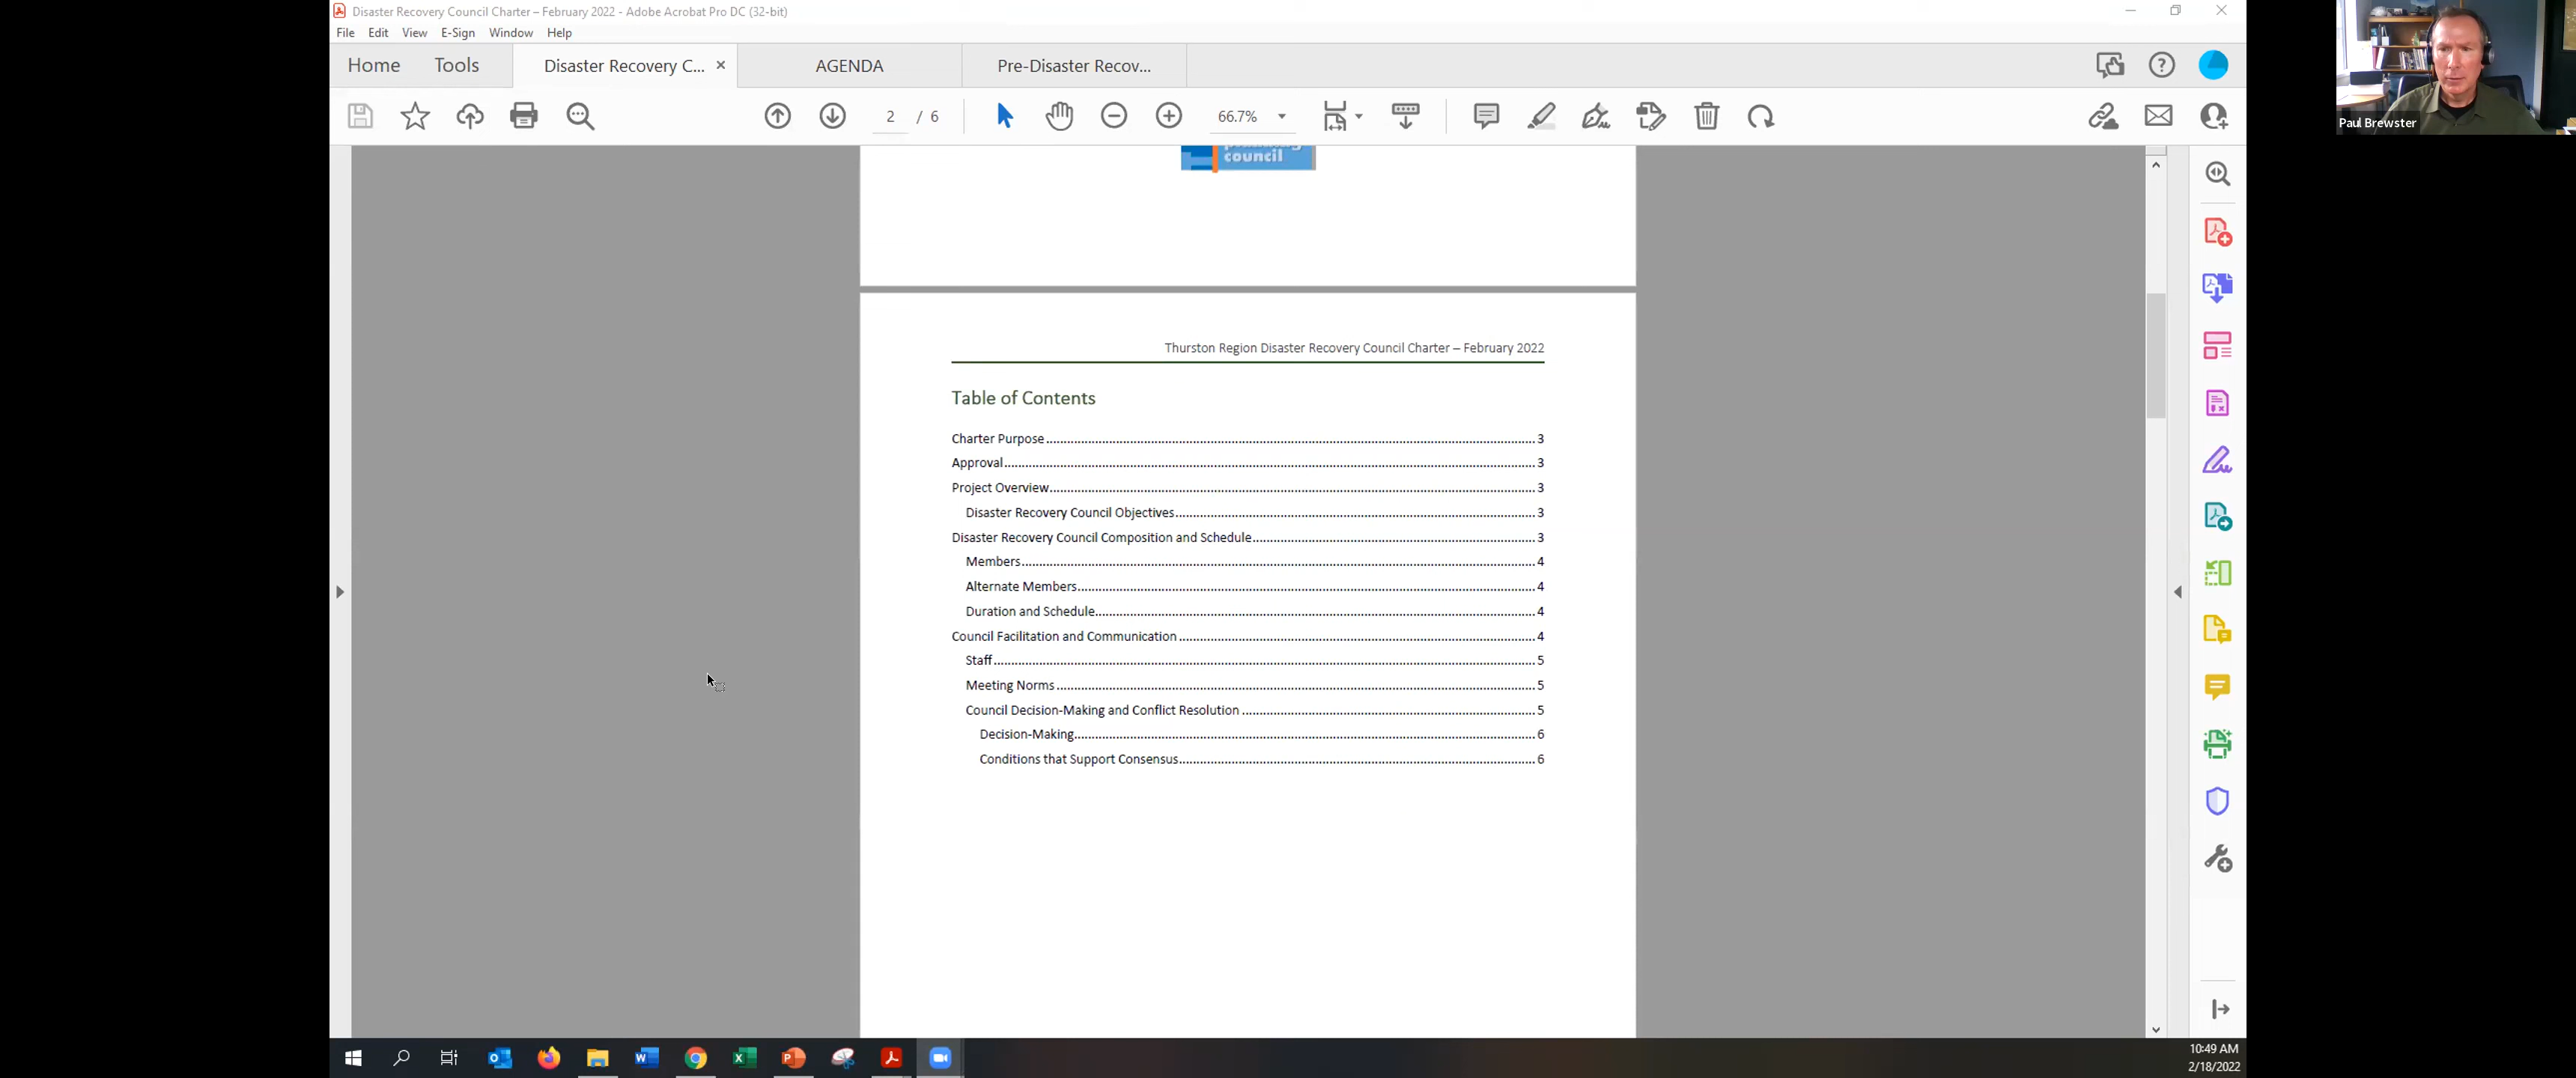 Disaster Recovery Council Charter – February 2022 - Adobe Acrobat Pro DC (32-bit)
File Edit View E-Sign Window Help
Home Tools Disaster Recovery C... × AGENDA Pre-Disaster Recov...
2 / 6 66.7%
Paul Brewster
council
Thurston Region Disaster Recovery Council Charter – February 2022
Table of Contents
Charter Purpose 3
Approval 3
Project Overview 3
Disaster Recovery Council Objectives 3
Disaster Recovery Council Composition and Schedule 3
Members 4
Alternate Members 4
Duration and Schedule 4
Council Facilitation and Communication 4
Staff 5
Meeting Norms 5
Council Decision-Making and Conflict Resolution 5
Decision-Making 6
Conditions that Support Consensus 6
10:49 AM
2/18/2022